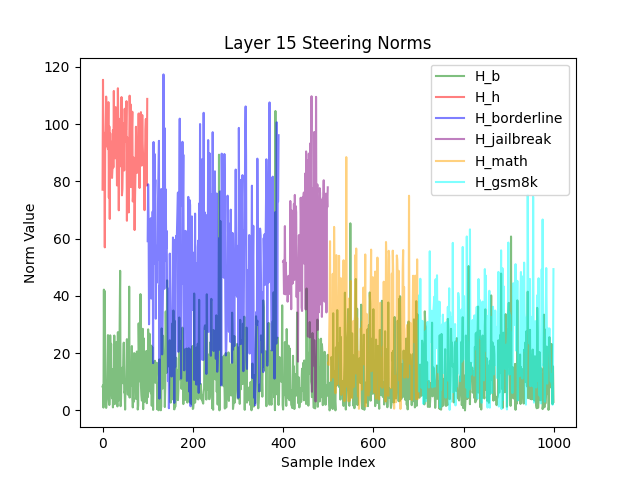 Layer 15 Steering Norms
Norm Value
120
100
80
60
40
20
0
H_b
H_h
H_borderline
H_jailbreak
H_math
H_gsm8k
0
200
400
600
800
1000
Sample Index